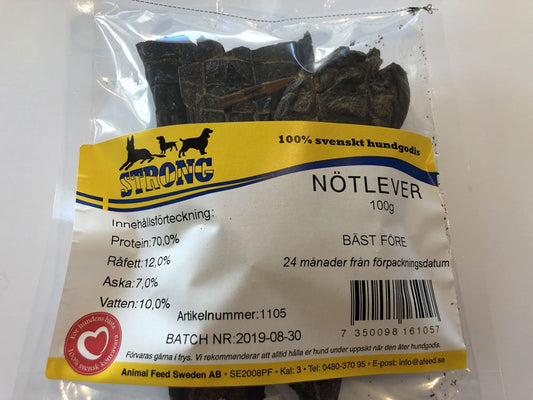 100% svenskt hundgodis
STRONG
NÖTLEVER
100g
Innehållsförteckning:
Protein:70,0%
Råfett:12,0%
Aska:7,0%
Vatten:10,0%
BÄST FÖRE
24 månader från förpackningsdatum
Artikelnummer:1105
BATCH NR:2019-08-30
7 350098 161057
För hundens bästa
Förvaras gärna i frys. Vi rekommenderar att alltid hålla er hund under uppsikt när den äter hundgodis.
Animal Feed Sweden AB • SE2008PF • Kat: 3 • Tel: 0480-370 95 • E-post: info@afeed.se